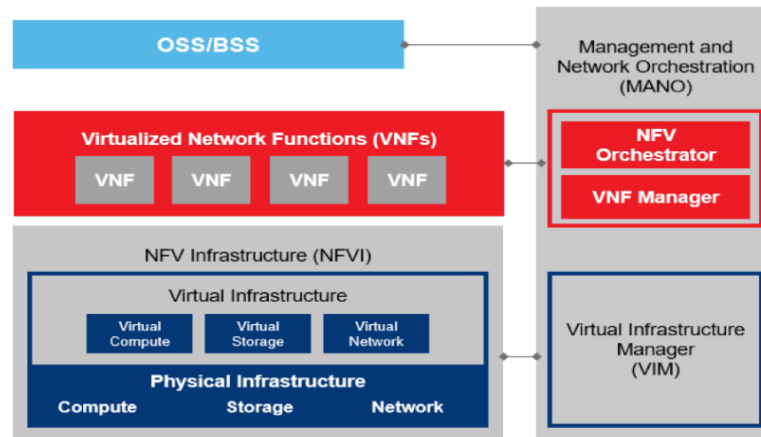 OSS/BSS
Management and
Network Orchestration
(MANO)
Virtualized Network Functions (VNFs)
VNF VNF VNF VNF
NFV
Orchestrator
VNF Manager
NFV Infrastructure (NFVI)
Virtual Infrastructure
Virtual
Compute
Virtual
Storage
Virtual
Network
Physical Infrastructure
Compute Storage Network
Virtual Infrastructure
Manager
(VIM)